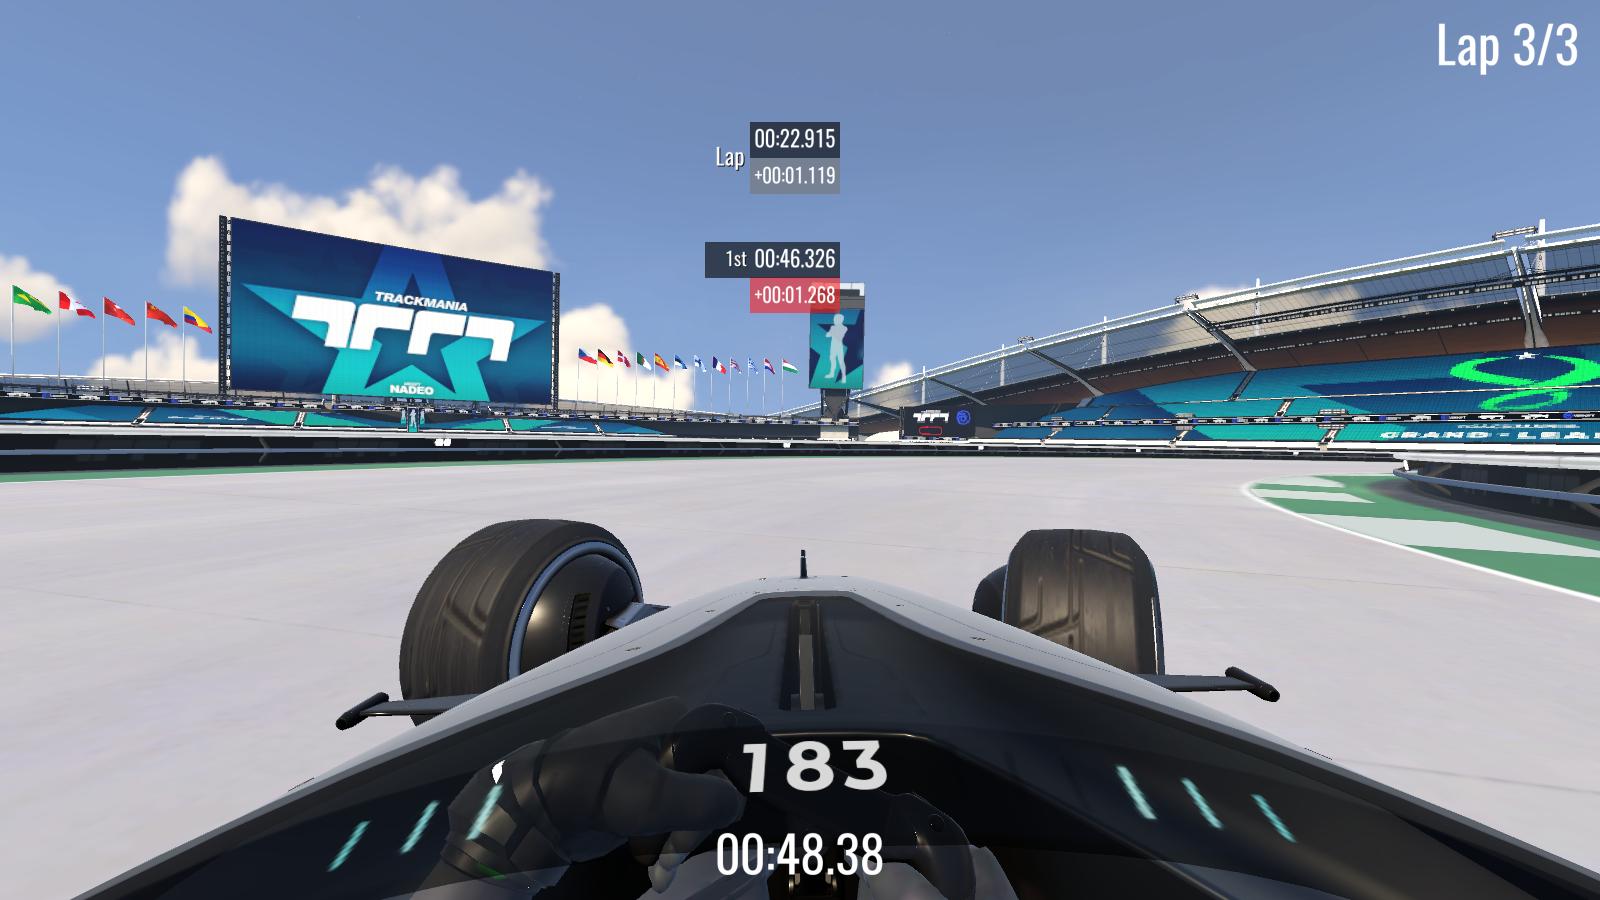 Lap 3/3
00:22.915
Lap
+00:01.119
1st 00:46.326
+00:01.268
TRACKMANIA
NADEO
183
00:48.38